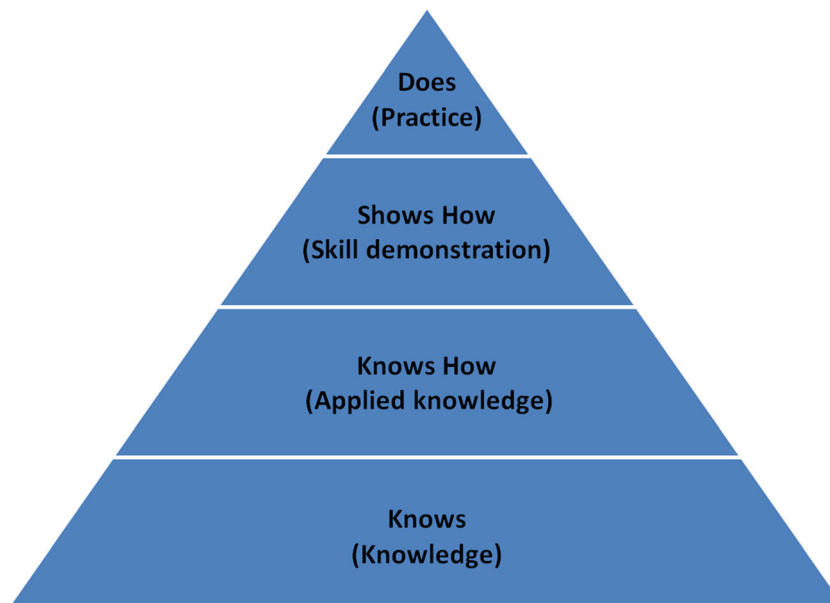 Does
(Practice)
Shows How
(Skill demonstration)
Knows How
(Applied knowledge)
Knows
(Knowledge)